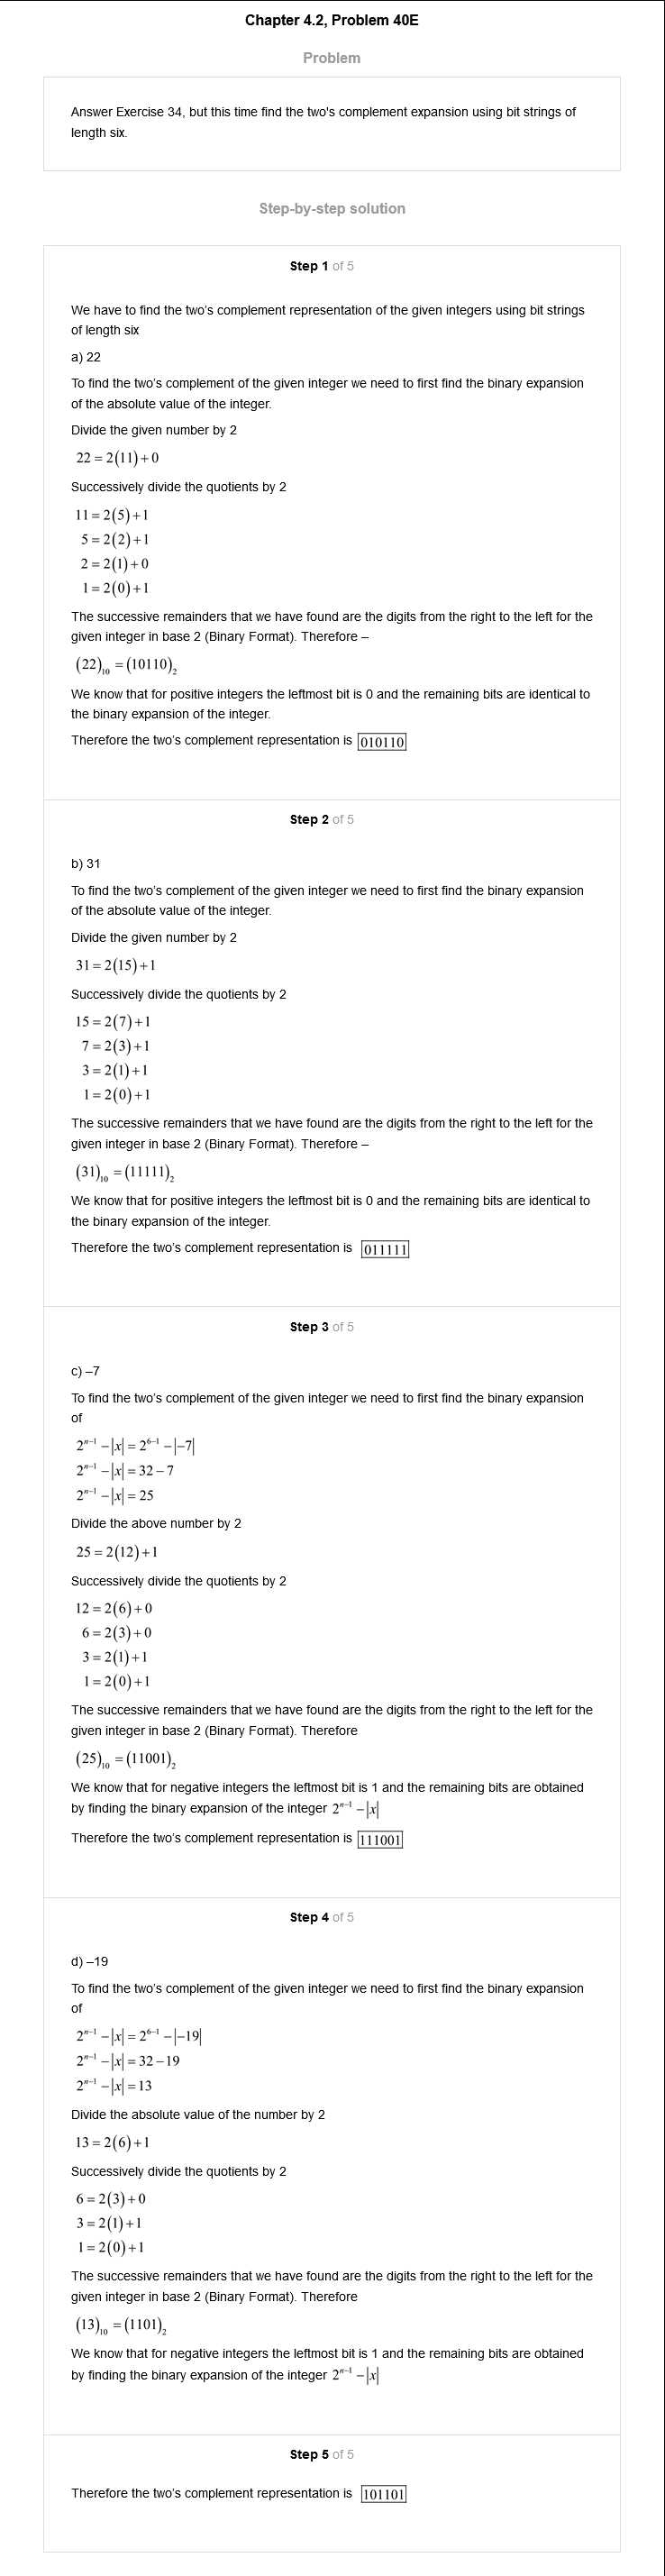 Chapter 4.2, Problem 40E
Problem
Answer Exercise 34, but this time find the two's complement expansion using bit strings of
length six.
Step-by-step solution
Step 1 of 5
We have to find the two's complement representation of the given integers using bit strings
of length six
a) 22
To find the two's complement of the given integer we need to first find the binary expansion
of the absolute value of the integer.
Divide the given number by 2
22 = 2(11)+0
Successively divide the quotients by 2
11 = 2(5)+1
5 = 2(2)+1
2 = 2(1)+0
1 = 2(0)+1
The successive remainders that we have found are the digits from the right to the left for the
given integer in base 2 (Binary Format). Therefore –
(22)₁₀ = (10110)₂
We know that for positive integers the leftmost bit is 0 and the remaining bits are identical to
the binary expansion of the integer.
Therefore the two's complement representation is 010110
Step 2 of 5
b) 31
To find the two's complement of the given integer we need to first find the binary expansion
of the absolute value of the integer.
Divide the given number by 2
31 = 2(15)+1
Successively divide the quotients by 2
15 = 2(7)+1
7 = 2(3)+1
3 = 2(1)+1
1 = 2(0)+1
The successive remainders that we have found are the digits from the right to the left for the
given integer in base 2 (Binary Format). Therefore –
(31)₁₀ = (11111)₂
We know that for positive integers the leftmost bit is 0 and the remaining bits are identical to
the binary expansion of the integer.
Therefore the two's complement representation is 011111
Step 3 of 5
c) –7
To find the two's complement of the given integer we need to first find the binary expansion
of
2ⁿ⁻¹ − |x| = 2⁶⁻¹ − |−7|
2ⁿ⁻¹ − |x| = 32 − 7
2ⁿ⁻¹ − |x| = 25
Divide the above number by 2
25 = 2(12)+1
Successively divide the quotients by 2
12 = 2(6)+0
6 = 2(3)+0
3 = 2(1)+1
1 = 2(0)+1
The successive remainders that we have found are the digits from the right to the left for the
given integer in base 2 (Binary Format). Therefore
(25)₁₀ = (11001)₂
We know that for negative integers the leftmost bit is 1 and the remaining bits are obtained
by finding the binary expansion of the integer 2ⁿ⁻¹ − |x|
Therefore the two's complement representation is 111001
Step 4 of 5
d) –19
To find the two's complement of the given integer we need to first find the binary expansion
of
2ⁿ⁻¹ − |x| = 2⁶⁻¹ − |−19|
2ⁿ⁻¹ − |x| = 32 − 19
2ⁿ⁻¹ − |x| = 13
Divide the absolute value of the number by 2
13 = 2(6)+1
Successively divide the quotients by 2
6 = 2(3)+0
3 = 2(1)+1
1 = 2(0)+1
The successive remainders that we have found are the digits from the right to the left for the
given integer in base 2 (Binary Format). Therefore
(13)₁₀ = (1101)₂
We know that for negative integers the leftmost bit is 1 and the remaining bits are obtained
by finding the binary expansion of the integer 2ⁿ⁻¹ − |x|
Step 5 of 5
Therefore the two's complement representation is 101101